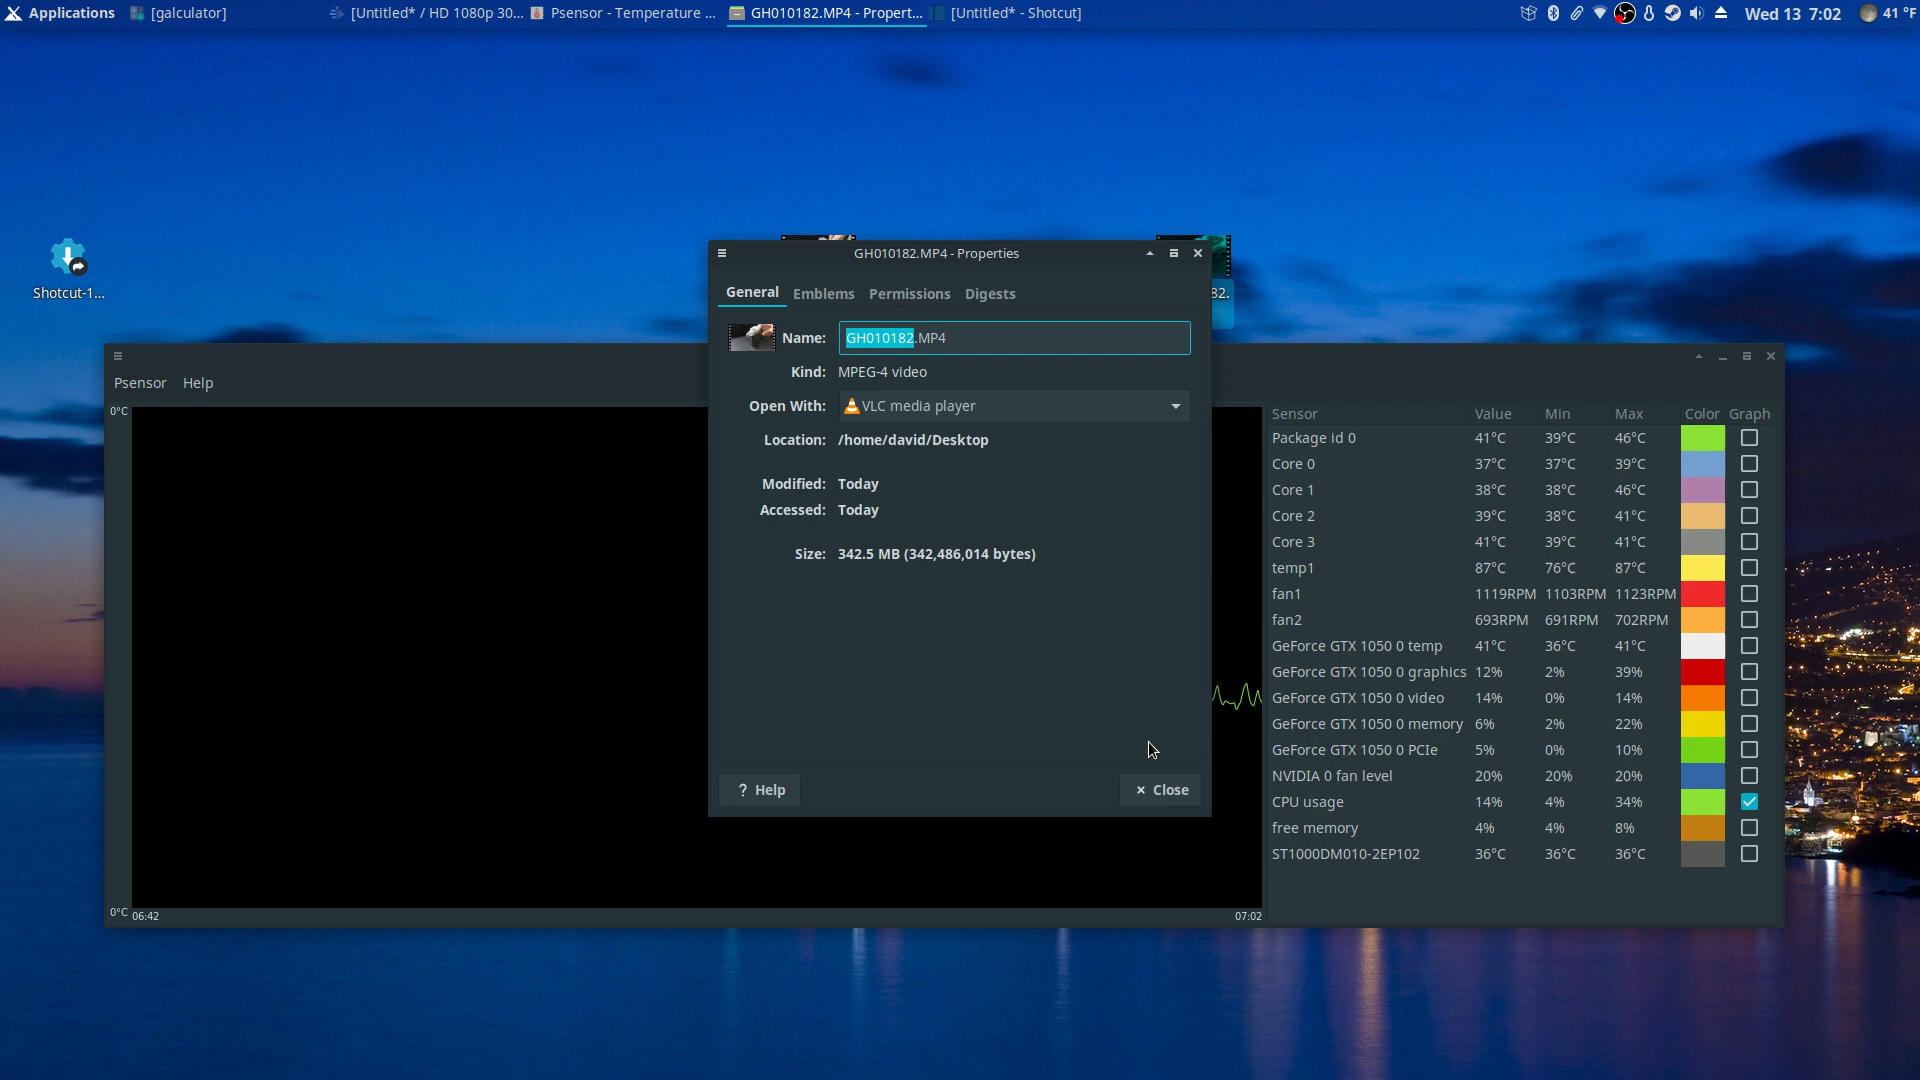 Applications [galculator] [Untitled* / HD 1080p 30... Psensor - Temperature ... GH010182.MP4 - Propert... [Untitled* - Shotcut] Wed 13 7:02 41 °F
Shotcut-1...
82.
GH010182.MP4 - Properties
General Emblems Permissions Digests
Name: GH010182.MP4
Kind: MPEG-4 video
Open With: VLC media player
Location: /home/david/Desktop
Modified: Today
Accessed: Today
Size: 342.5 MB (342,486,014 bytes)
? Help × Close
Psensor Help
0°C
0°C
06:42 07:02
Sensor Value Min Max Color Graph
Package id 0 41°C 39°C 46°C
Core 0 37°C 37°C 39°C
Core 1 38°C 38°C 46°C
Core 2 39°C 38°C 41°C
Core 3 41°C 39°C 41°C
temp1 87°C 76°C 87°C
fan1 1119RPM 1103RPM 1123RPM
fan2 693RPM 691RPM 702RPM
GeForce GTX 1050 0 temp 41°C 36°C 41°C
GeForce GTX 1050 0 graphics 12% 2% 39%
GeForce GTX 1050 0 video 14% 0% 14%
GeForce GTX 1050 0 memory 6% 2% 22%
GeForce GTX 1050 0 PCIe 5% 0% 10%
NVIDIA 0 fan level 20% 20% 20%
CPU usage 14% 4% 34%
free memory 4% 4% 8%
ST1000DM010-2EP102 36°C 36°C 36°C